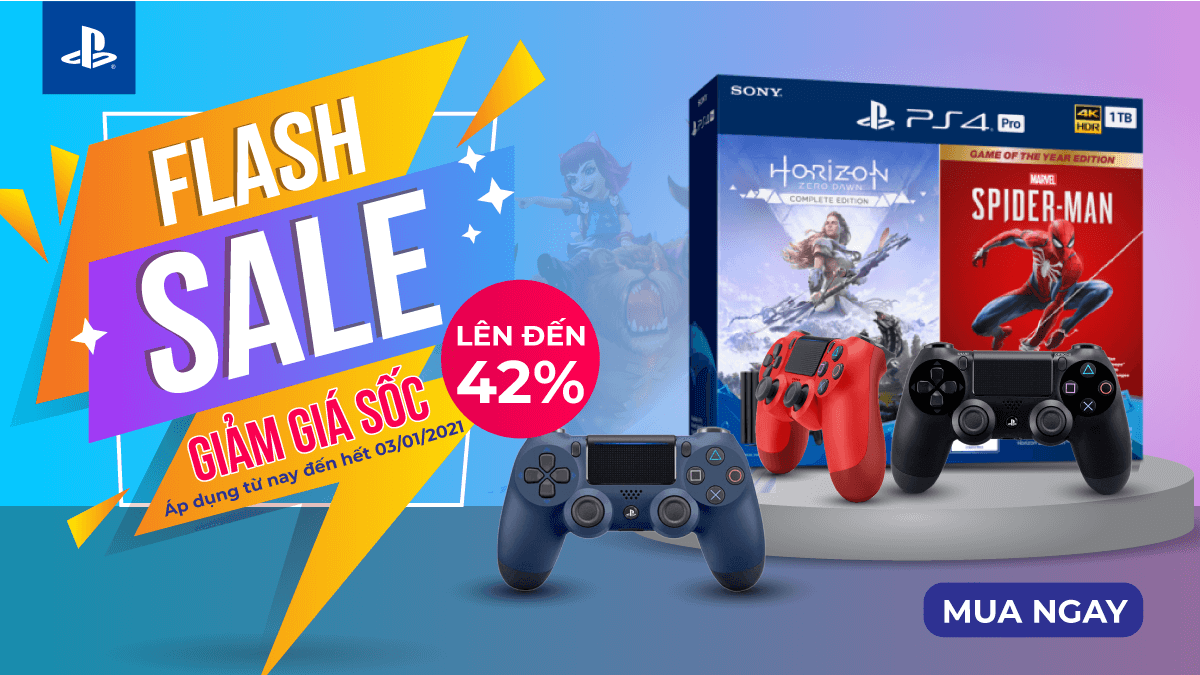 FLASH
SALE
GIẢM GIÁ SỐC
Áp dụng từ nay đến hết 03/01/2021
LÊN ĐẾN
42%
SONY
PS4 Pro
4K
HDR
1TB
PS4 Pro
HORIZON
ZERO DAWN
COMPLETE EDITION
GAME OF THE YEAR EDITION
MARVEL
SPIDER-MAN
MUA NGAY